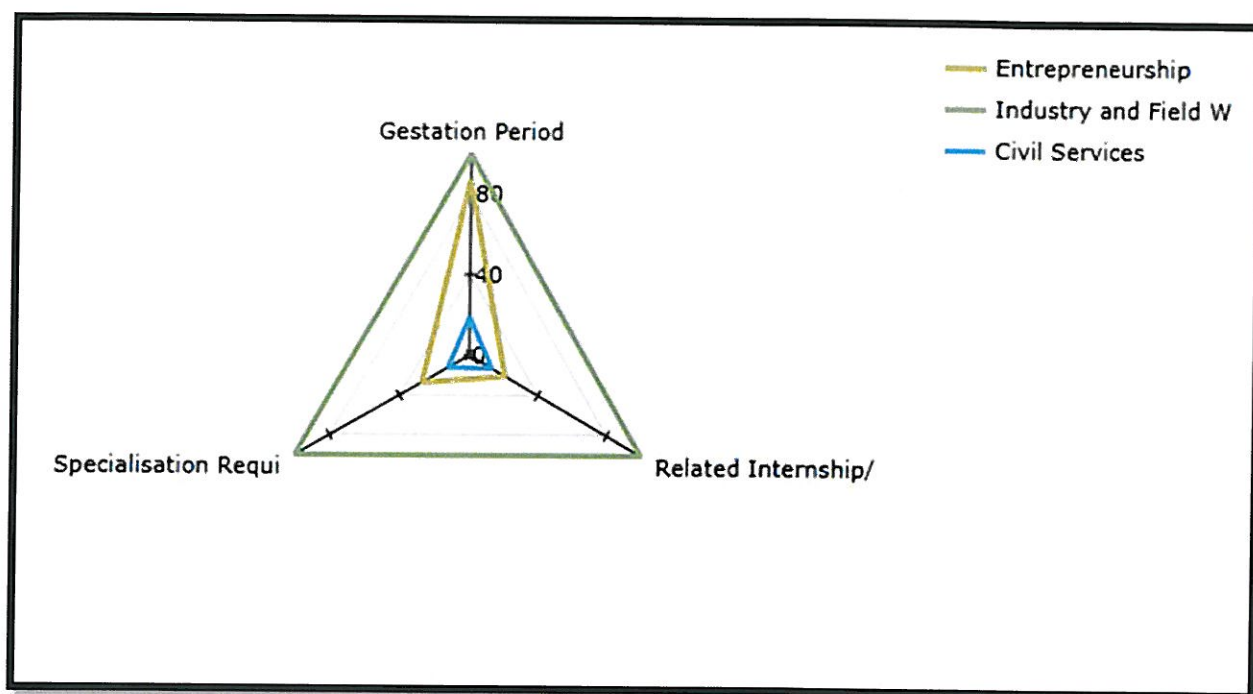 Entrepreneurship
Industry and Field W
Civil Services
Gestation Period
80
40
0
Specialisation Requi
Related Internship/